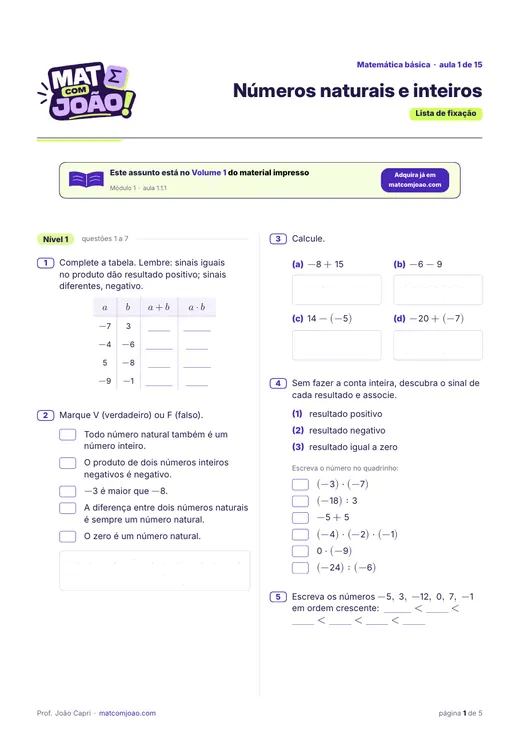 MAT
COM
JOÃO!
Σ
Matemática básica · aula 1 de 15
Números naturais e inteiros
Lista de fixação
Este assunto está no Volume 1 do material impresso
Módulo 1 · aula 1.1.1
Adquira já em
matcomjoao.com
Nível 1 questões 1 a 7
1 Complete a tabela. Lembre: sinais iguais
no produto dão resultado positivo; sinais
diferentes, negativo.
a b a + b a · b
−7 3 ____ ____
−4 −6 ____ ____
5 −8 ____ ____
−9 −1 ____ ____
2 Marque V (verdadeiro) ou F (falso).
Todo número natural também é um
número inteiro.
O produto de dois números inteiros
negativos é negativo.
−3 é maior que −8.
A diferença entre dois números naturais
é sempre um número natural.
O zero é um número natural.
3 Calcule.
(a) −8 + 15 (b) −6 − 9
(c) 14 − (−5) (d) −20 + (−7)
4 Sem fazer a conta inteira, descubra o sinal de
cada resultado e associe.
(1) resultado positivo
(2) resultado negativo
(3) resultado igual a zero
Escreva o número no quadrinho:
(−3) · (−7)
(−18) : 3
−5 + 5
(−4) · (−2) · (−1)
0 · (−9)
(−24) : (−6)
5 Escreva os números −5, 3, −12, 0, 7, −1
em ordem crescente: ____ < ____ <
____ < ____ < ____ < ____
Prof. João Capri · matcomjoao.com
página 1 de 5